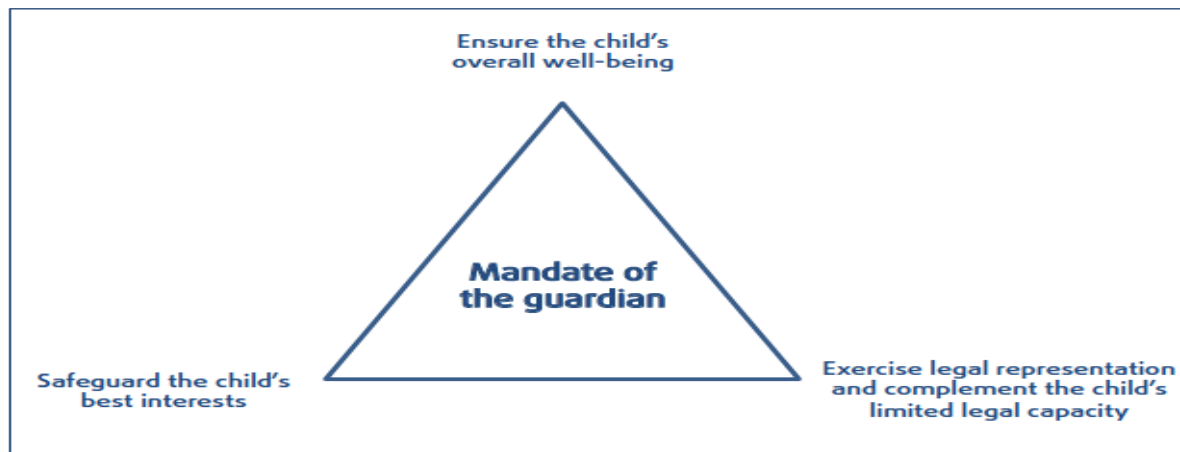 Ensure the child's
overall well-being
Mandate of
the guardian
Safeguard the child's
best interests
Exercise legal representation
and complement the child's
limited legal capacity